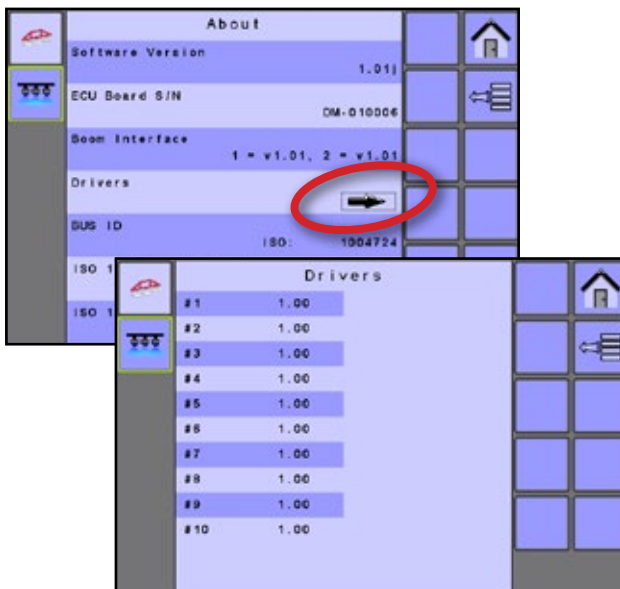 About
Software Version
1.01j
ECU Board S/N
DM-010006
Boom Interface
1 = v1.01, 2 = v1.01
Drivers
BUS ID
ISO: 1004724
ISO 1
ISO 1
Drivers
#1 1.00
#2 1.00
#3 1.00
#4 1.00
#5 1.00
#6 1.00
#7 1.00
#8 1.00
#9 1.00
#10 1.00